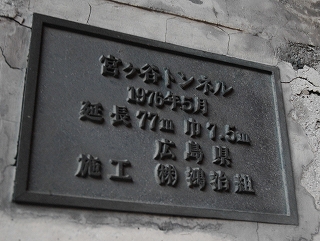 宮ヶ谷トンネル
1976年5月
延長77m 巾7.5m
広島県
施工 ㈱鴻治組